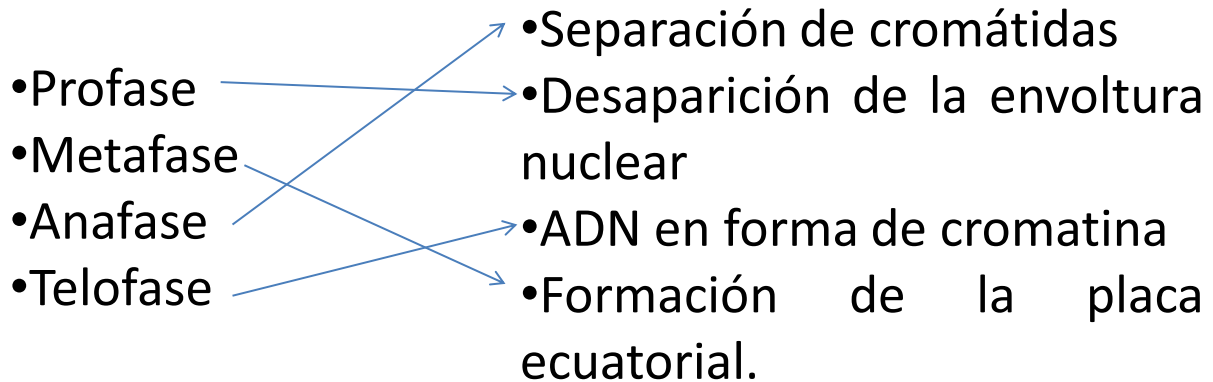 •Profase
•Metafase
•Anafase
•Telofase
•Separación de cromátidas
•Desaparición de la envoltura
nuclear
•ADN en forma de cromatina
•Formación de la placa
ecuatorial.